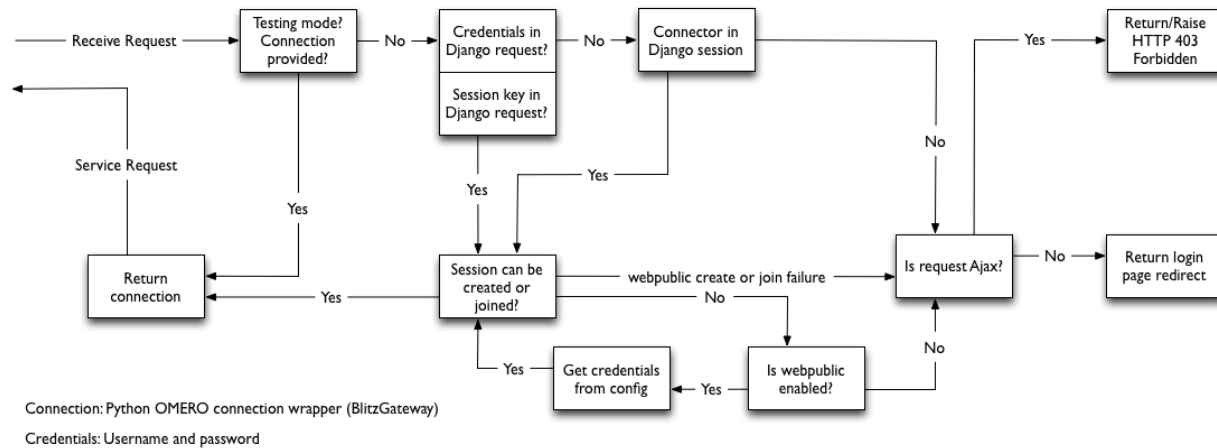 Receive Request
Testing mode?
Connection
provided?
No
Credentials in
Django request?
Session key in
Django request?
No
Connector in
Django session
Yes
Return/Raise
HTTP 403
Forbidden
Service Request
Yes
Yes
Yes
No
Return
connection
Yes
Session can be
created or
joined?
webpublic create or join failure
No
Is request Ajax?
No
Return login
page redirect
Yes
Get credentials
from config
Yes
Is webpublic
enabled?
No
Connection: Python OMERO connection wrapper (BlitzGateway)
Credentials: Username and password